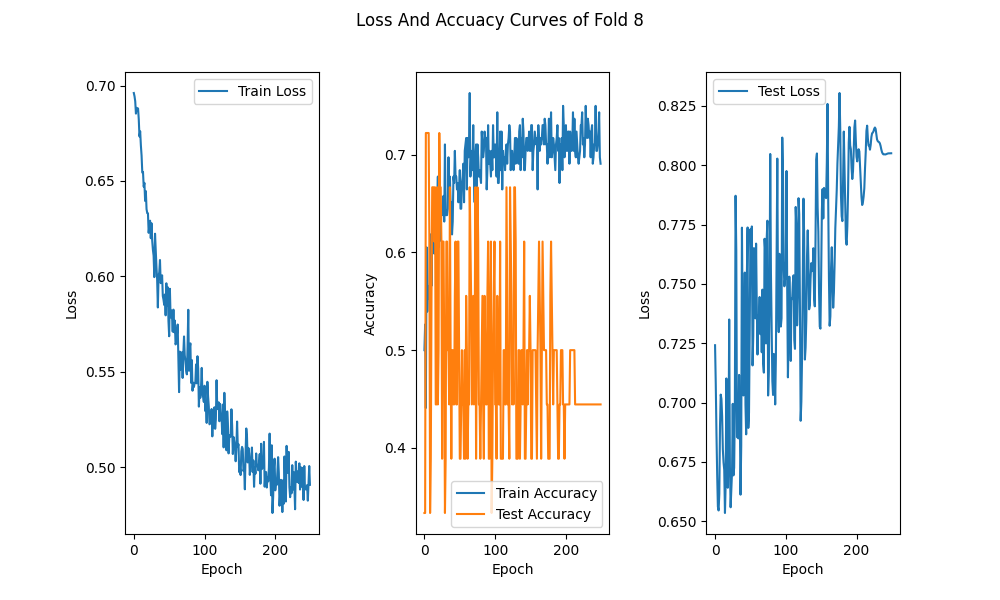 Loss And Accuacy Curves of Fold 8
Loss
0.70
0.65
0.60
0.55
0.50
Train Loss
0
100
200
Epoch
Accuracy
0.7
0.6
0.5
0.4
Train Accuracy
Test Accuracy
0
100
200
Epoch
Loss
0.825
0.800
0.775
0.750
0.725
0.700
0.675
0.650
Test Loss
0
100
200
Epoch